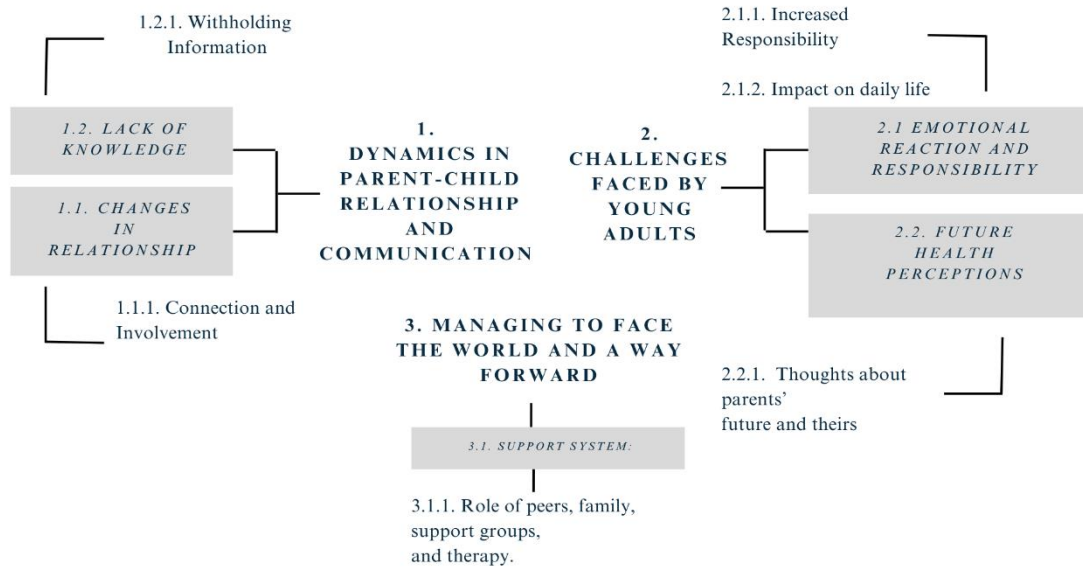 1.2.1. Withholding
Information
1.2. LACK OF
KNOWLEDGE
1.1. CHANGES
IN
RELATIONSHIP
1.1.1. Connection and
Involvement
1.
DYNAMICS IN
PARENT-CHILD
RELATIONSHIP
AND
COMMUNICATION
2.
CHALLENGES
FACED BY
YOUNG
ADULTS
2.1.1. Increased
Responsibility
2.1.2. Impact on daily life
2.1 EMOTIONAL
REACTION AND
RESPONSIBILITY
2.2. FUTURE
HEALTH
PERCEPTIONS
2.2.1. Thoughts about
parents’
future and theirs
3. MANAGING TO FACE
THE WORLD AND A WAY
FORWARD
3.1. SUPPORT SYSTEM:
3.1.1. Role of peers, family,
support groups,
and therapy.